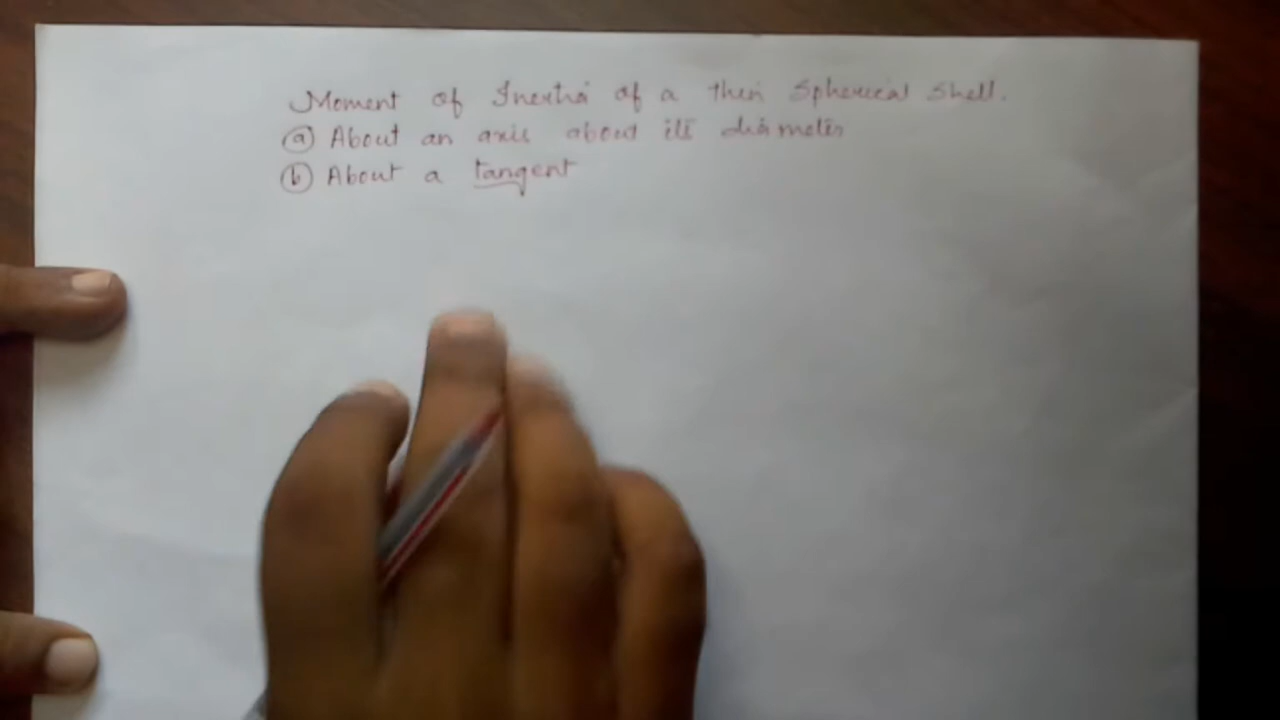 Moment of Inertia of a thin Spherical Shell.
(a) About an axis about its diameter
(b) About a tangent